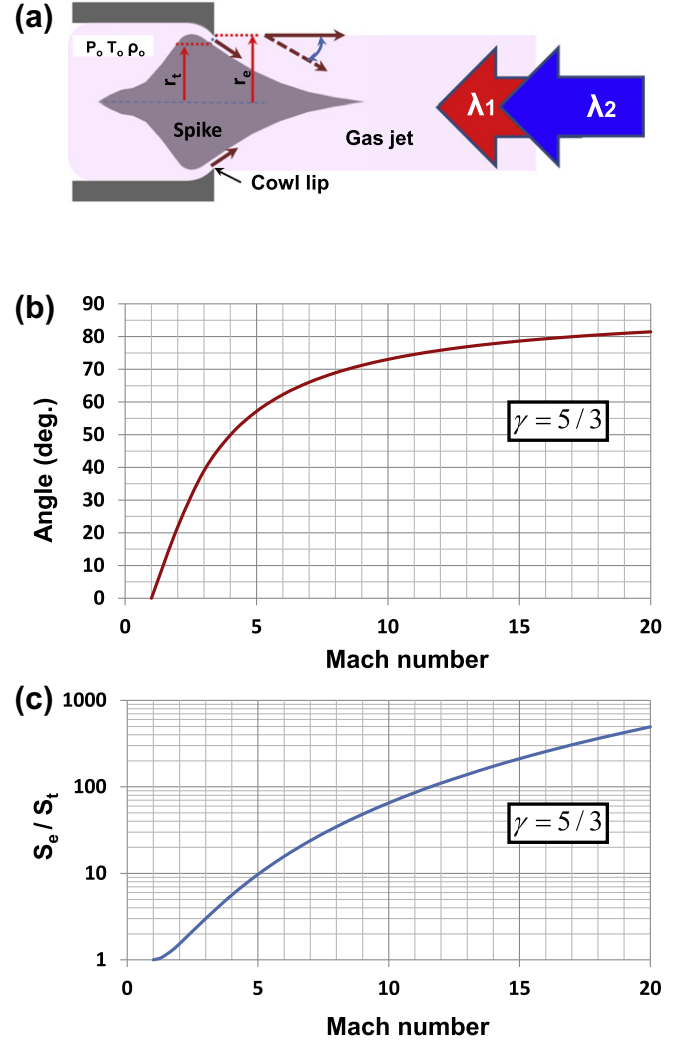 (a)
Pₒ Tₒ ρₒ
rₜ
rₑ
Spike
Gas jet
Cowl lip
λ1
λ2
(b)
Angle (deg.)
90
80
70
60
50
40
30
20
10
0
γ = 5 / 3
0 5 10 15 20
Mach number
(c)
Sₑ / Sₜ
1000
100
10
1
γ = 5 / 3
0 5 10 15 20
Mach number